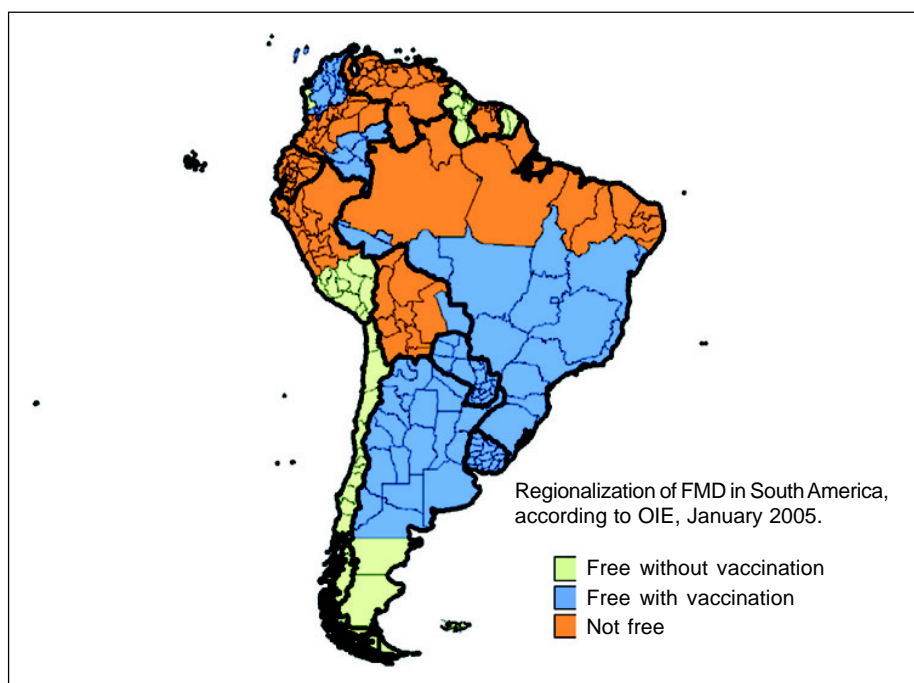 Regionalization of FMD in South America,
according to OIE, January 2005.
Free without vaccination
Free with vaccination
Not free